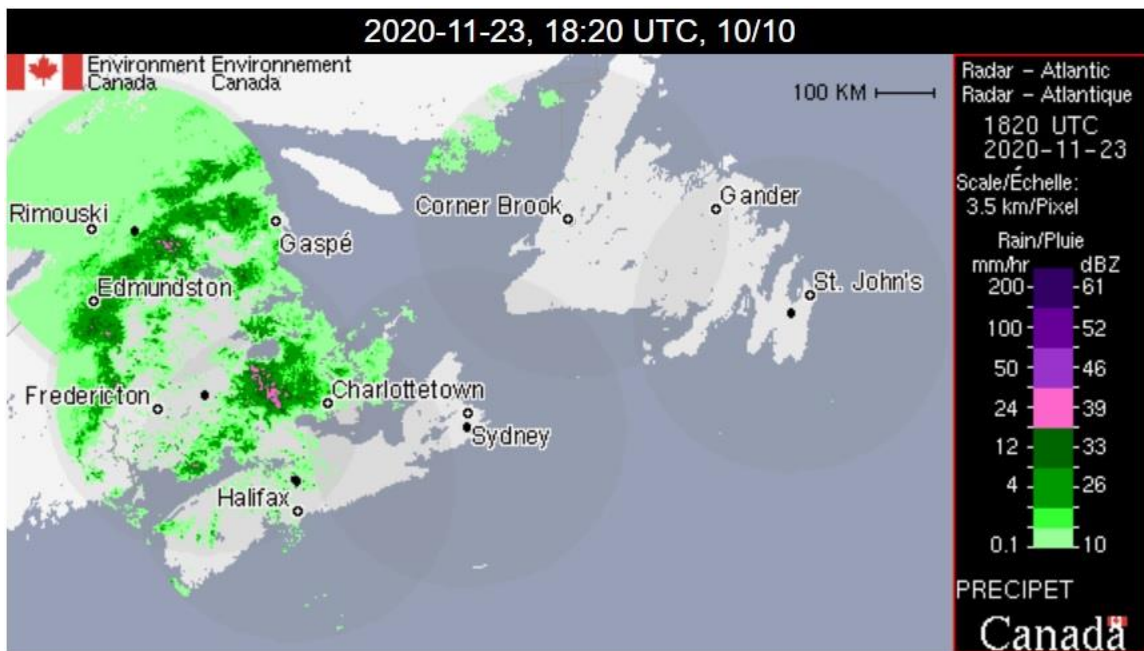 2020-11-23, 18:20 UTC, 10/10
Environment Environnement
Canada Canada
100 KM
Rimouski
Gaspé
Edmundston
Fredericton
Charlottetown
Sydney
Halifax
Corner Brook
Gander
St. John's
Radar - Atlantic
Radar - Atlantique
1820 UTC
2020-11-23
Scale/Échelle:
3.5 km/Pixel
Rain/Pluie
mm/hr dBZ
200 61
100 52
50 46
24 39
12 33
4 26
0.1 10
PRECIPET
Canada